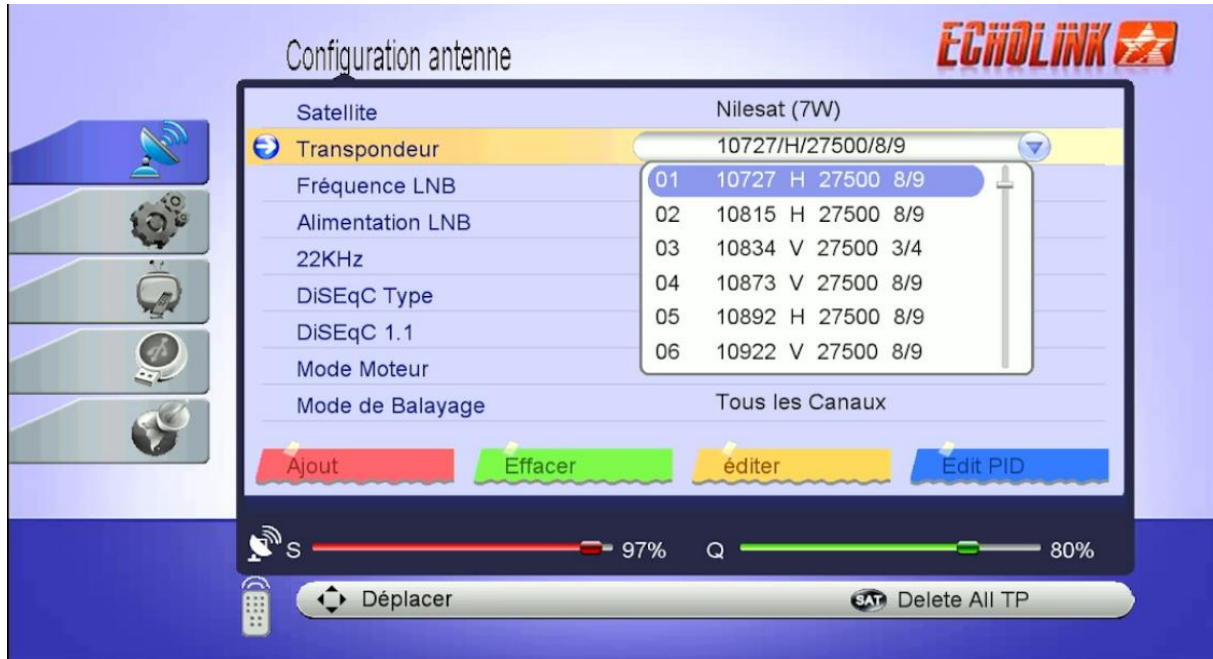 Configuration antenne
ECHOLINK
Satellite Nilesat (7W)
Transpondeur 10727/H/27500/8/9
Fréquence LNB
01 10727 H 27500 8/9
Alimentation LNB
02 10815 H 27500 8/9
22KHz
03 10834 V 27500 3/4
DiSEqC Type
04 10873 V 27500 8/9
DiSEqC 1.1
05 10892 H 27500 8/9
Mode Moteur
06 10922 V 27500 8/9
Mode de Balayage Tous les Canaux
Ajout Effacer éditer Edit PID
S 97% Q 80%
Déplacer SAT Delete All TP